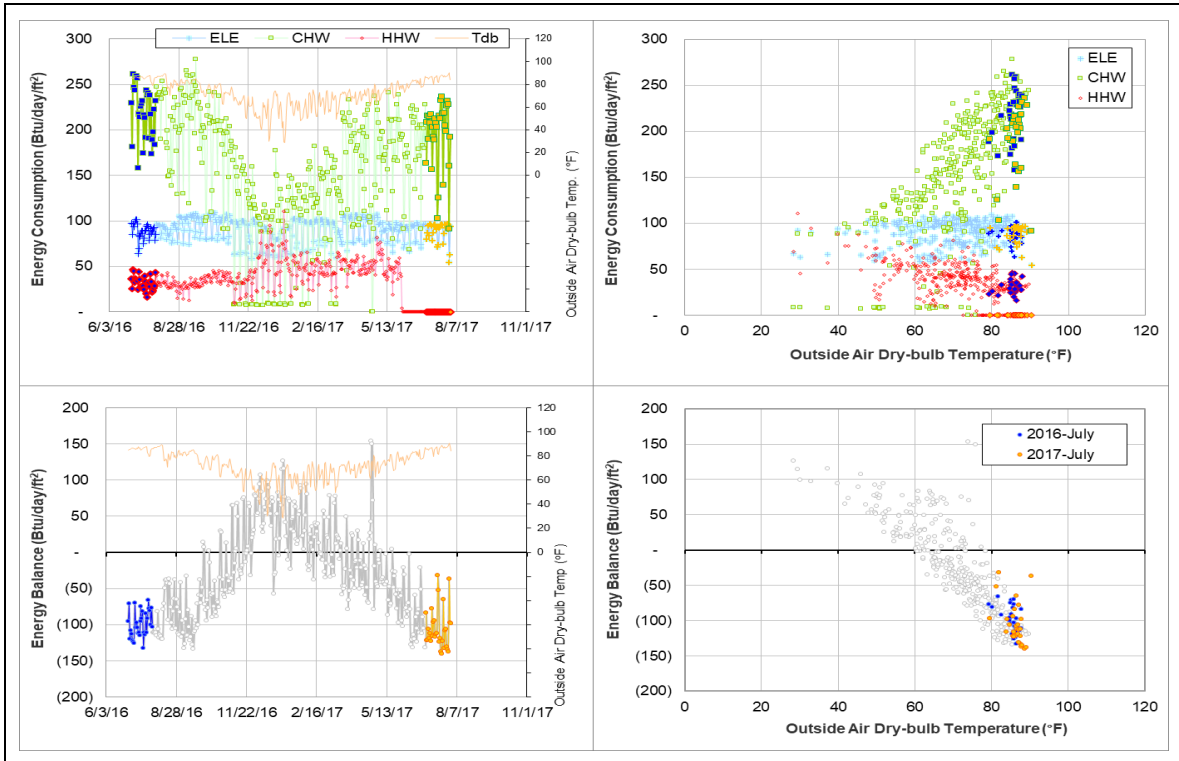 ELE CHW HHW Tdb
Energy Consumption (Btu/day/ft²)
300
250
200
150
100
50
-
120
100
80
60
40
20
0
Outside Air Dry-bulb Temp. (°F)
6/3/16 8/28/16 11/22/16 2/16/17 5/13/17 8/7/17 11/1/17
ELE
CHW
HHW
Energy Consumption (Btu/day/ft²)
300
250
200
150
100
50
-
0 20 40 60 80 100 120
Outside Air Dry-bulb Temperature (°F)
Energy Balance (Btu/day/ft²)
200
150
100
50
-
(50)
(100)
(150)
(200)
120
100
80
60
40
20
0
Outside Air Dry-bulb Temp (°F)
6/3/16 8/28/16 11/22/16 2/16/17 5/13/17 8/7/17 11/1/17
2016-July
2017-July
Energy Balance (Btu/day/ft²)
200
150
100
50
-
(50)
(100)
(150)
(200)
0 20 40 60 80 100 120
Outside Air Dry-bulb Temperature (°F)